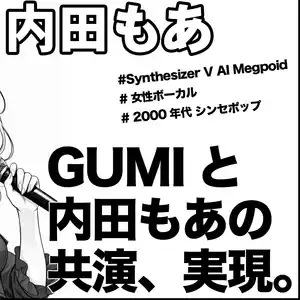 内田もあ
#Synthesizer V AI Megpoid
# 女性ボーカル
# 2000 年代 シンセポップ
GUMI と
内田もあの
共演、実現。